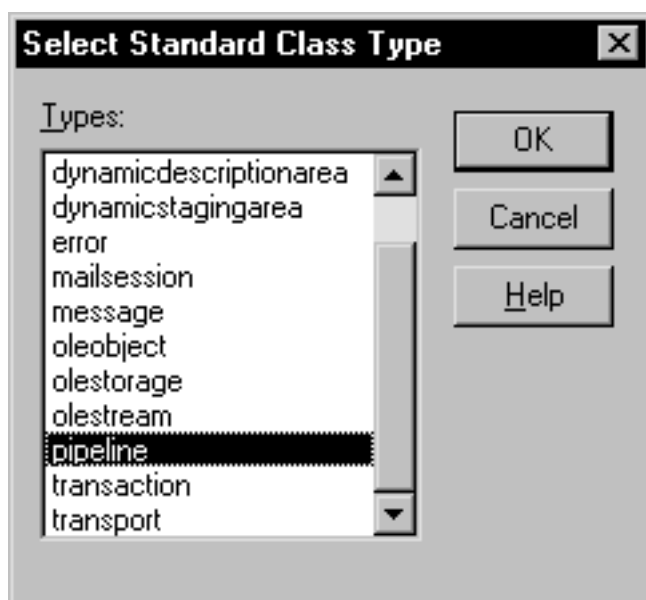 Select Standard Class Type
Types:
dynamicdescriptionarea
dynamicstagingarea
error
mailsession
message
oleobject
olestorage
olestream
pipeline
transaction
transport
OK
Cancel
Help